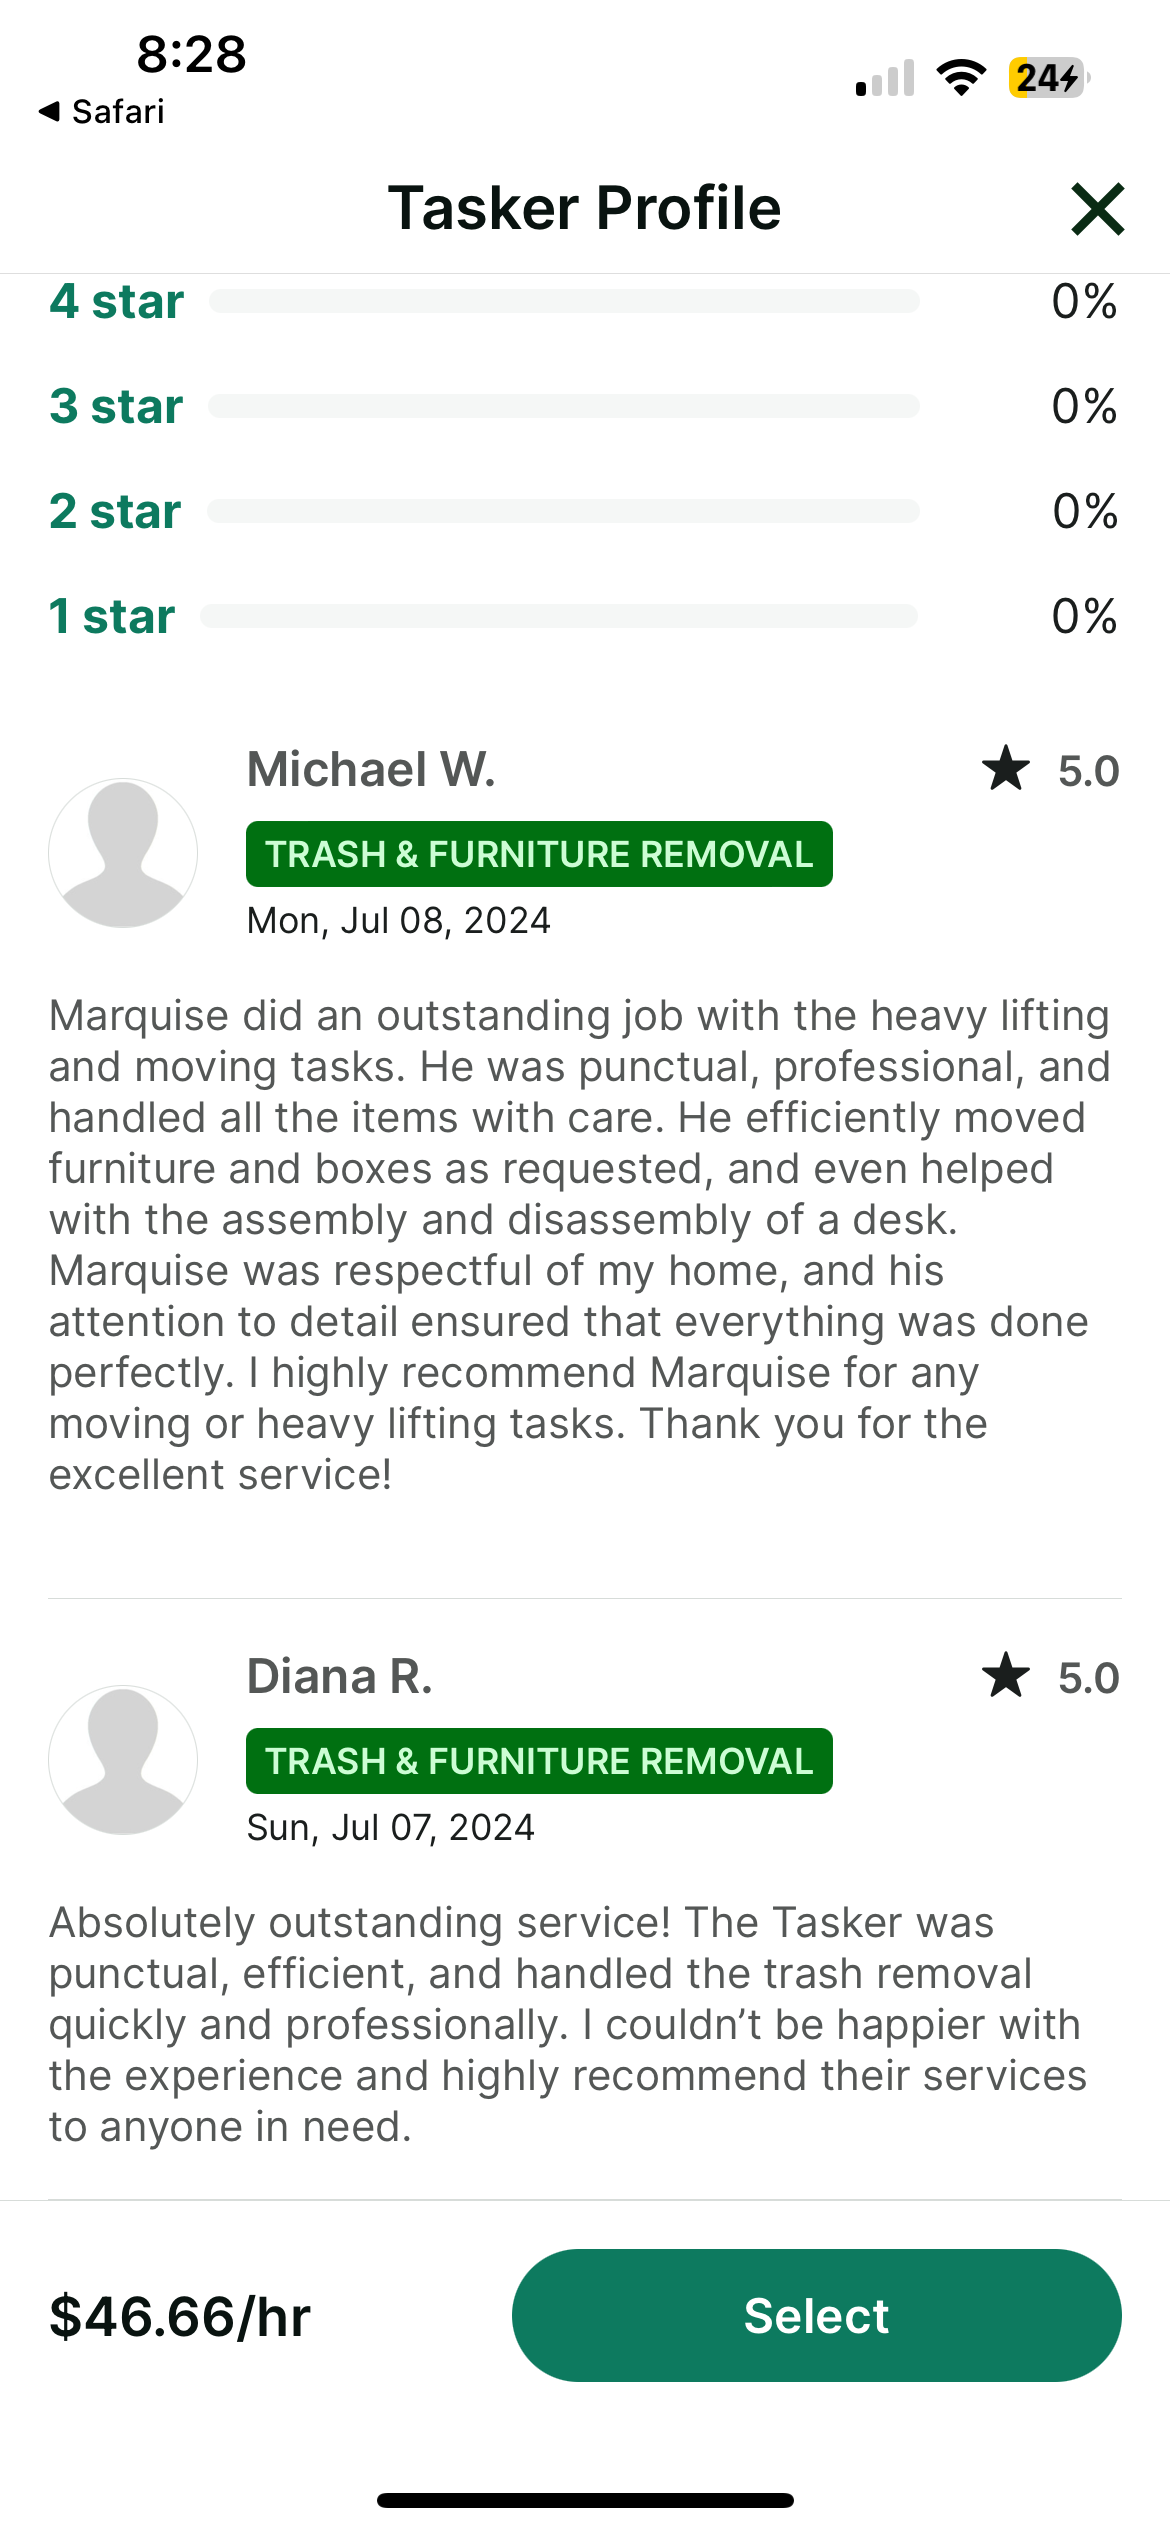 8:28
24
◀ Safari
Tasker Profile
4 star 0%
3 star 0%
2 star 0%
1 star 0%
Michael W. ★ 5.0
TRASH & FURNITURE REMOVAL
Mon, Jul 08, 2024
Marquise did an outstanding job with the heavy lifting
and moving tasks. He was punctual, professional, and
handled all the items with care. He efficiently moved
furniture and boxes as requested, and even helped
with the assembly and disassembly of a desk.
Marquise was respectful of my home, and his
attention to detail ensured that everything was done
perfectly. I highly recommend Marquise for any
moving or heavy lifting tasks. Thank you for the
excellent service!
Diana R. ★ 5.0
TRASH & FURNITURE REMOVAL
Sun, Jul 07, 2024
Absolutely outstanding service! The Tasker was
punctual, efficient, and handled the trash removal
quickly and professionally. I couldn’t be happier with
the experience and highly recommend their services
to anyone in need.
$46.66/hr
Select